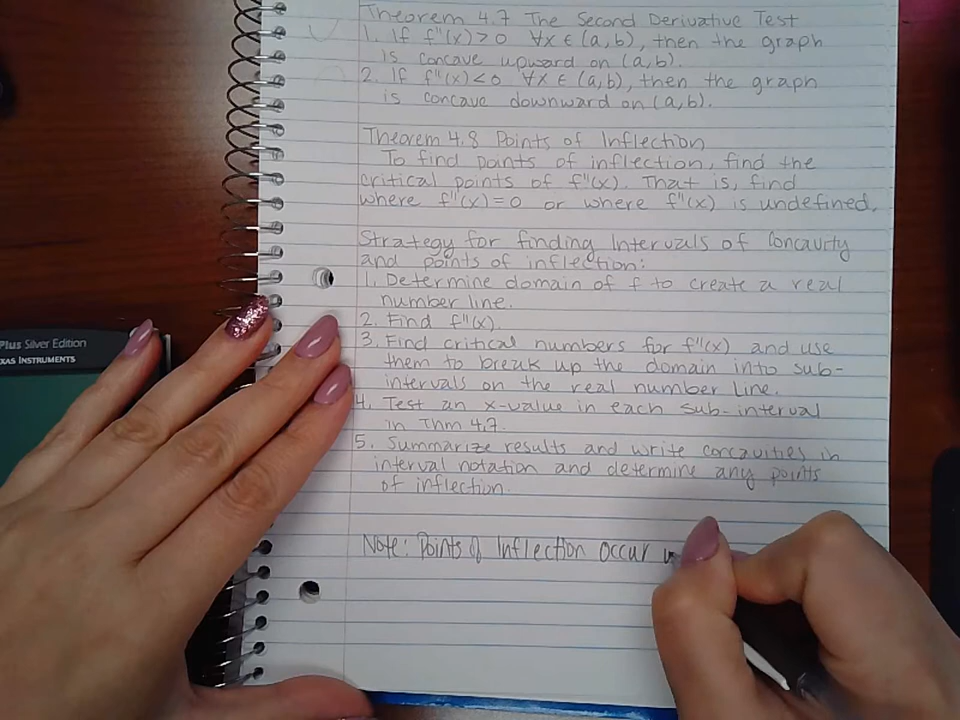 Theorem 4.7 The Second Derivative Test
1. If f"(x)>0 ∀x ∈ (a,b), then the graph
is concave upward on (a,b).
2. If f"(x)<0 ∀x ∈ (a,b), then the graph
is concave downward on (a,b).
Theorem 4.8 Points of Inflection
To find points of inflection, find the
critical points of f"(x). That is, find
where f"(x)=0 or where f"(x) is undefined.
Strategy for finding Intervals of Concavity
and points of inflection:
1. Determine domain of f to create a real
number line.
2. Find f"(x).
3. Find critical numbers for f"(x) and use
them to break up the domain into sub-
intervals on the real number line.
4. Test an x-value in each sub-interval
in Thm 4.7.
5. Summarize results and write concavities in
interval notation and determine any points
of inflection.
Note: Points of Inflection occur
Plus Silver Edition
TEXAS INSTRUMENTS